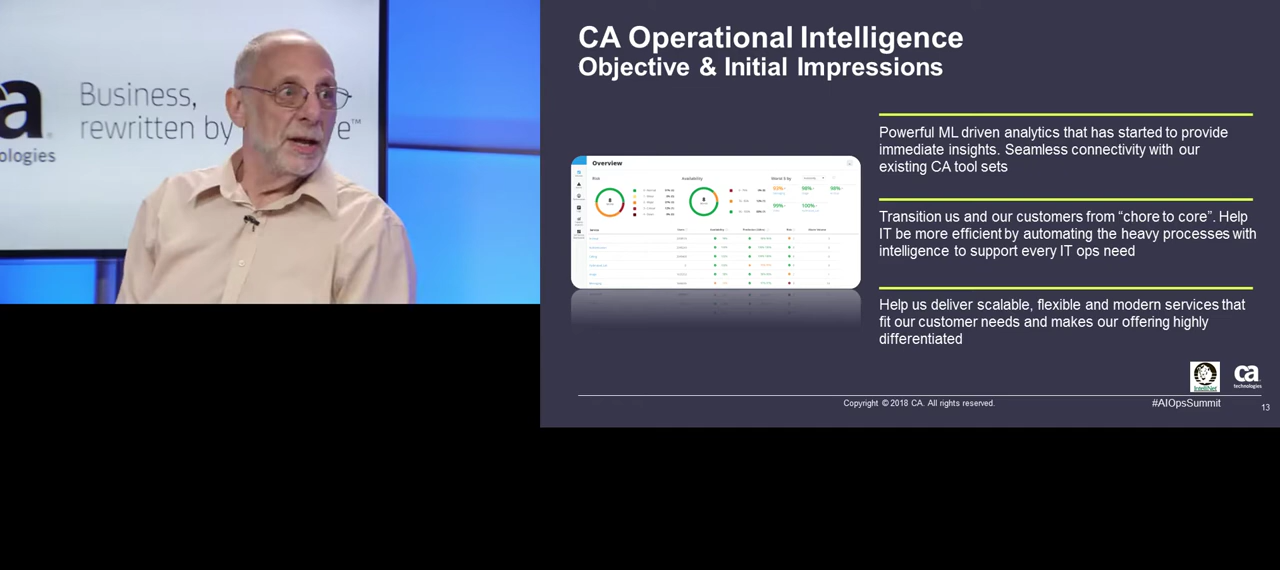 a
ologies
Business,
rewritten by
e™
CA Operational Intelligence
Objective & Initial Impressions
Overview
Risk
Availability
Powerful ML driven analytics that has started to provide
immediate insights. Seamless connectivity with our
existing CA tool sets
Transition us and our customers from “chore to core”. Help
IT be more efficient by automating the heavy processes with
intelligence to support every IT ops need
Help us deliver scalable, flexible and modern services that
fit our customer needs and makes our offering highly
differentiated
IntelliNet
ca
technologies
Copyright © 2018 CA. All rights reserved.
#AIOpsSummit
13